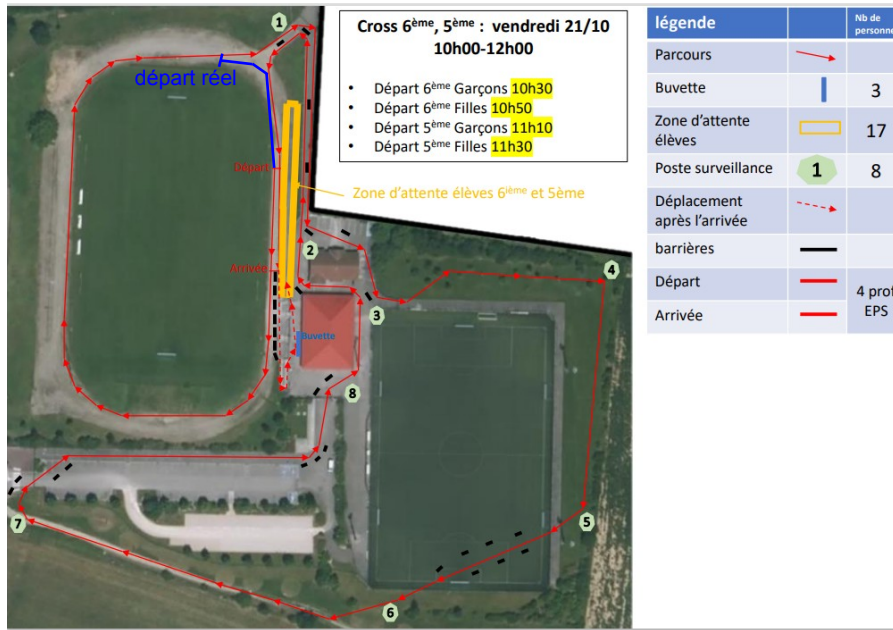 Cross 6ème, 5ème : vendredi 21/10
10h00-12h00
• Départ 6ème Garçons 10h30
• Départ 6ème Filles 10h50
• Départ 5ème Garçons 11h10
• Départ 5ème Filles 11h30
départ réel
Départ
Zone d'attente élèves 6ième et 5ème
Arrivée
Buvette
1
2
3
4
5
6
7
8
légende
Nb de
personne
Parcours
Buvette 3
Zone d'attente
élèves
17
Poste surveillance 1 8
Déplacement
après l'arrivée
barrières
Départ
Arrivée
4 prof
EPS